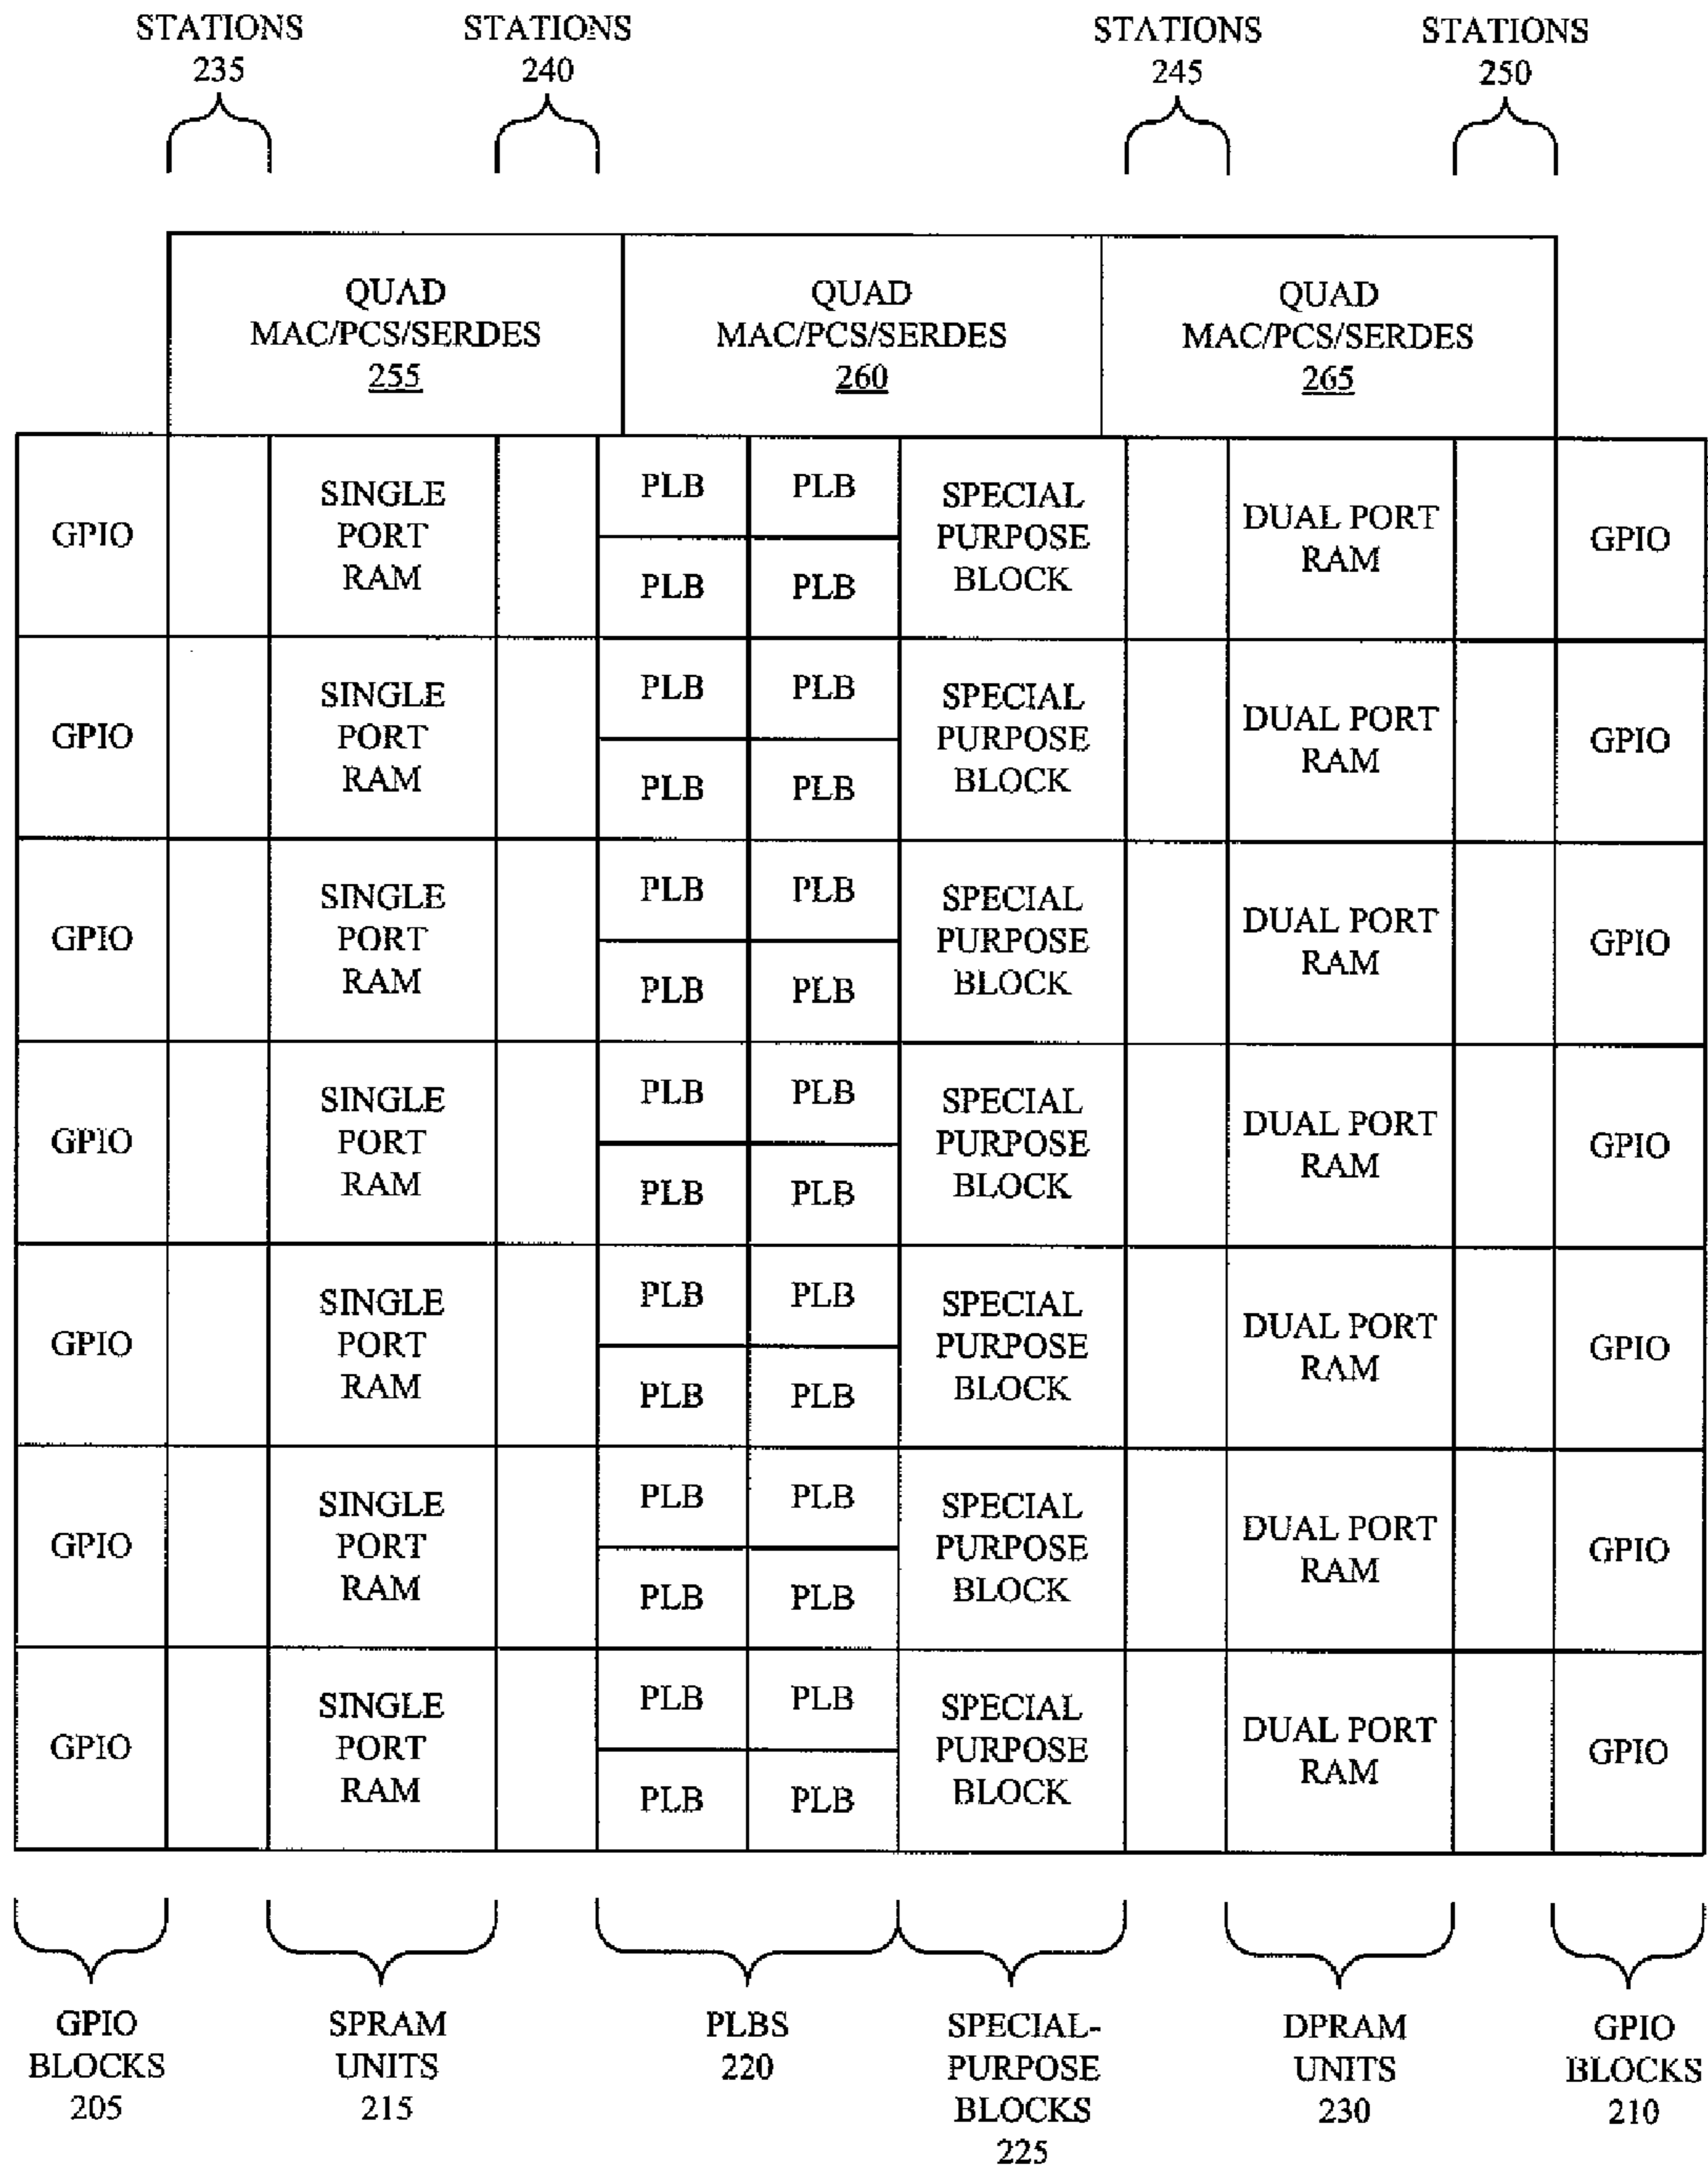 STATIONS 235
STATIONS 240
STATIONS 245
STATIONS 250
QUAD MAC/PCS/SERDES 255
QUAD MAC/PCS/SERDES 260
QUAD MAC/PCS/SERDES 265
GPIO
SINGLE PORT RAM
PLB PLB
PLB PLB
SPECIAL PURPOSE BLOCK
DUAL PORT RAM
GPIO
GPIO
SINGLE PORT RAM
PLB PLB
PLB PLB
SPECIAL PURPOSE BLOCK
DUAL PORT RAM
GPIO
GPIO
SINGLE PORT RAM
PLB PLB
PLB PLB
SPECIAL PURPOSE BLOCK
DUAL PORT RAM
GPIO
GPIO
SINGLE PORT RAM
PLB PLB
PLB PLB
SPECIAL PURPOSE BLOCK
DUAL PORT RAM
GPIO
GPIO
SINGLE PORT RAM
PLB PLB
PLB PLB
SPECIAL PURPOSE BLOCK
DUAL PORT RAM
GPIO
GPIO
SINGLE PORT RAM
PLB PLB
PLB PLB
SPECIAL PURPOSE BLOCK
DUAL PORT RAM
GPIO
GPIO
SINGLE PORT RAM
PLB PLB
PLB PLB
SPECIAL PURPOSE BLOCK
DUAL PORT RAM
GPIO
GPIO BLOCKS 205
SPRAM UNITS 215
PLBS 220
SPECIAL-PURPOSE BLOCKS 225
DPRAM UNITS 230
GPIO BLOCKS 210